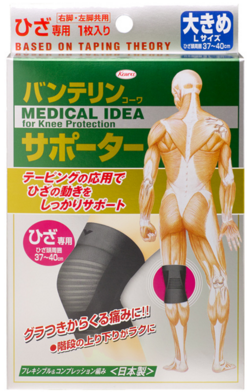 Kowa
ひざ専用 右脚・左脚共用 1枚入り
大きめ
Lサイズ
ひざ頭周囲 37~40cm
BASED ON TAPING THEORY
バンテリンコーワ
MEDICAL IDEA
for Knee Protection
サポーター
テーピングの応用で
ひざの動きを
しっかりサポート
ひざ専用
ひざ頭周囲
37~40cm
グラつきからくる痛みに!!
●階段の上り下りがラクに
フレキシブル&コンプレッション編み <日本製>